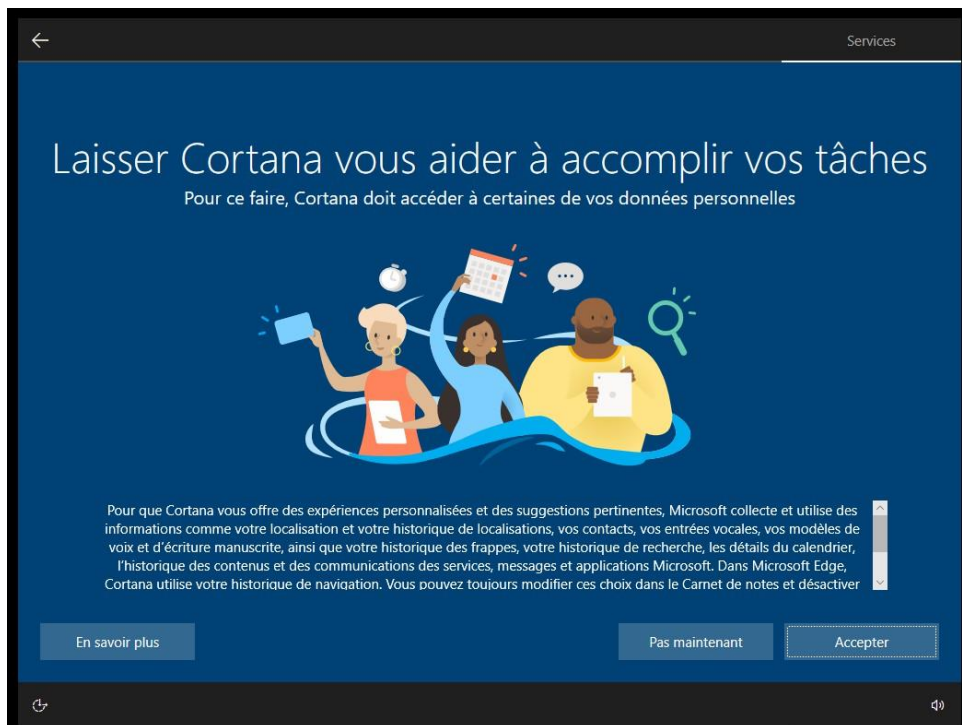 Services
Laisser Cortana vous aider à accomplir vos tâches
Pour ce faire, Cortana doit accéder à certaines de vos données personnelles
Pour que Cortana vous offre des expériences personnalisées et des suggestions pertinentes, Microsoft collecte et utilise des
informations comme votre localisation et votre historique de localisations, vos contacts, vos entrées vocales, vos modèles de
voix et d'écriture manuscrite, ainsi que votre historique des frappes, votre historique de recherche, les détails du calendrier,
l'historique des contenus et des communications des services, messages et applications Microsoft. Dans Microsoft Edge,
Cortana utilise votre historique de navigation. Vous pouvez toujours modifier ces choix dans le Carnet de notes et désactiver
En savoir plus
Pas maintenant
Accepter